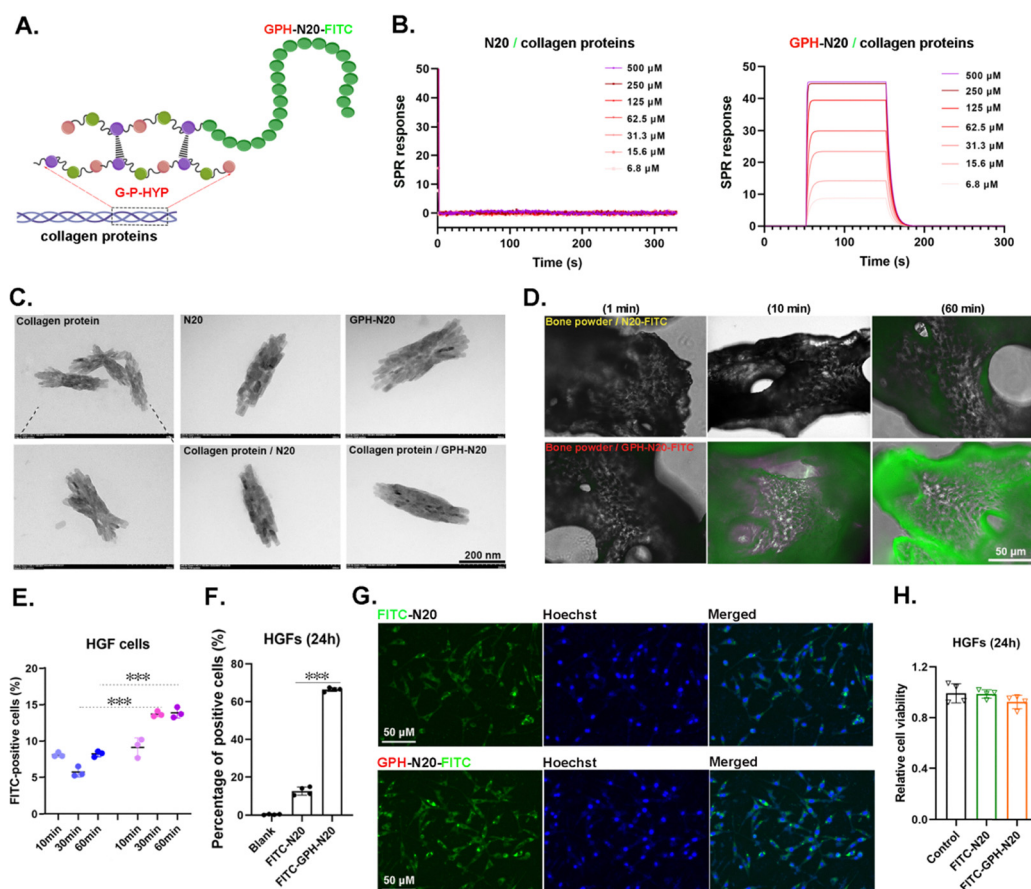 A.
GPH-N20-FITC
G-P-HYP
collagen proteins
B.
N20 / collagen proteins
SPR response
50
40
30
20
10
0
0 100 200 300
Time (s)
500 µM
250 µM
125 µM
62.5 µM
31.3 µM
15.6 µM
6.8 µM
GPH-N20 / collagen proteins
SPR response
50
40
30
20
10
0
0 100 200 300
Time (s)
500 µM
250 µM
125 µM
62.5 µM
31.3 µM
15.6 µM
6.8 µM
C.
Collagen protein
N20
GPH-N20
Collagen protein / N20
Collagen protein / GPH-N20
200 nm
D.
(1 min) (10 min) (60 min)
Bone powder / N20-FITC
Bone powder / GPH-N20-FITC
50 µm
E.
HGF cells
FITC-positive cells (%)
20
15
10
5
0
***
***
10min 30min 60min 10min 30min 60min
F.
HGFs (24h)
Percentage of positive cells (%)
80
60
40
20
0
***
Blank
FITC-N20
FITC-GPH-N20
G.
FITC-N20 Hoechst Merged
50 µM
GPH-N20-FITC Hoechst Merged
50 µM
H.
HGFs (24h)
Relative cell viability
1.2
0.9
0.6
0.3
0.0
Control
FITC-N20
FITC-GPH-N20